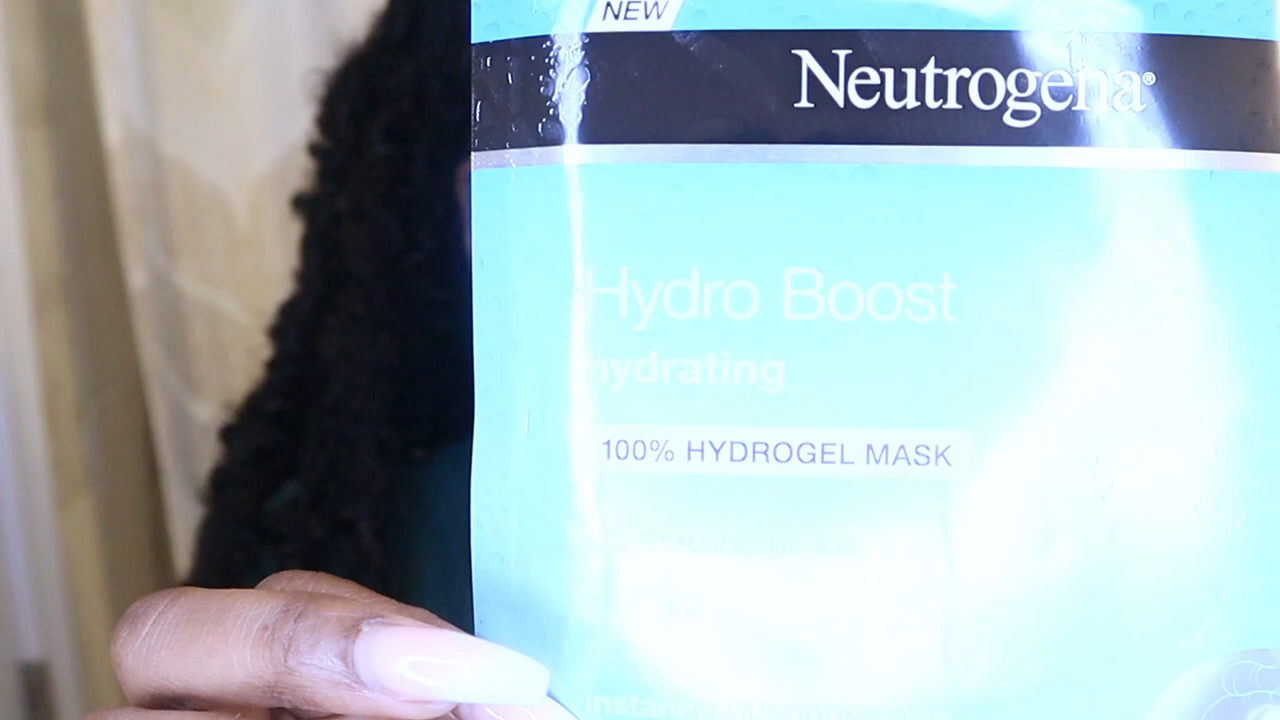 NEW
Neutrogena®
Hydro Boost
hydrating
100% HYDROGEL MASK